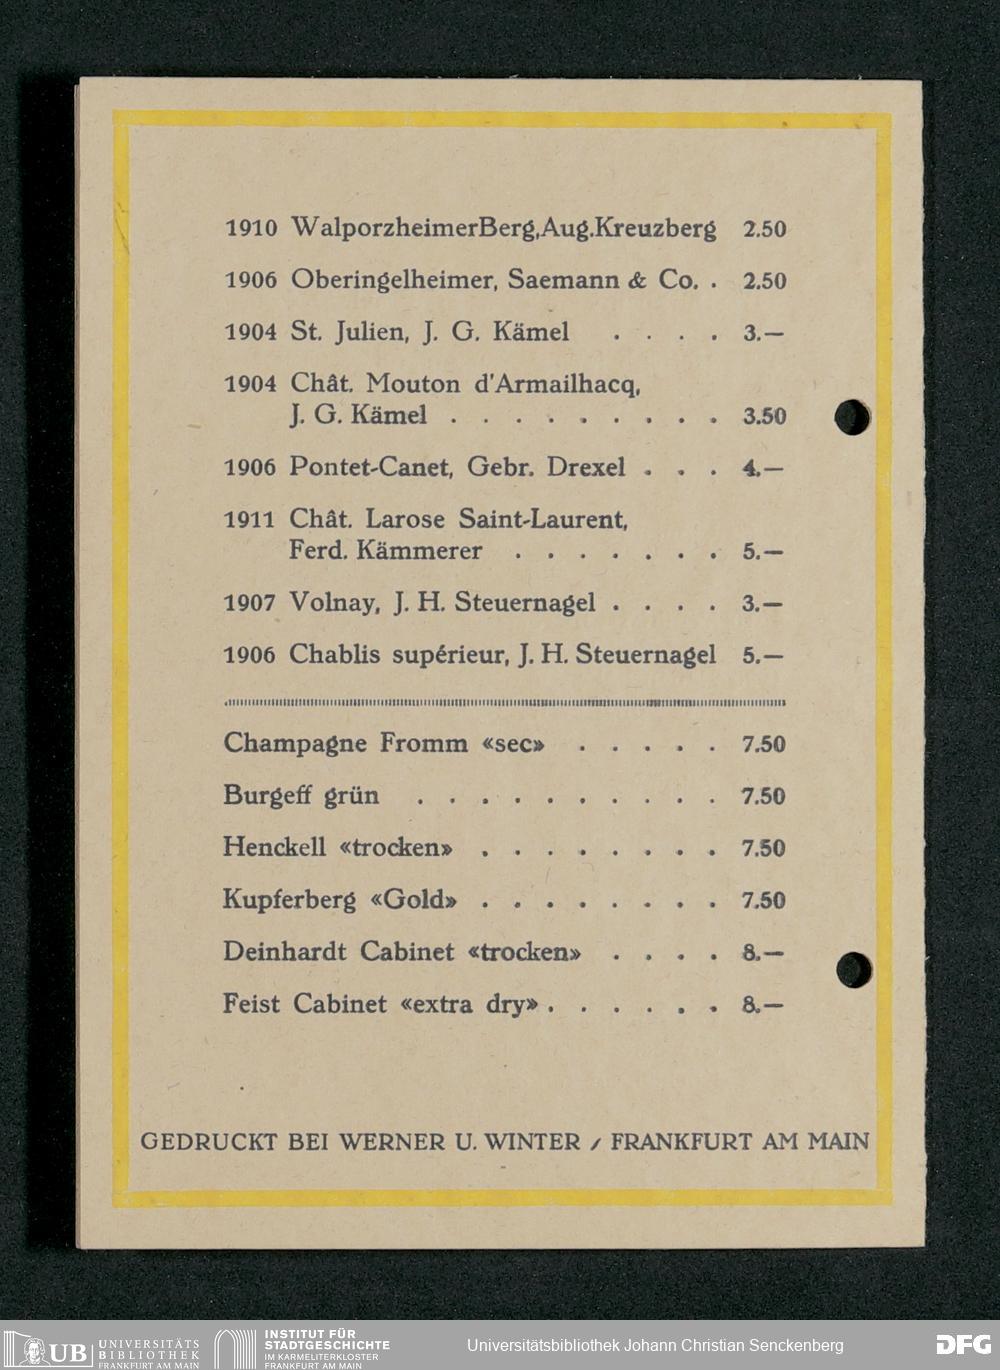 1910 WalporzheimerBerg,Aug.Kreuzberg 2.50
1906 Oberingelheimer, Saemann & Co. . 2.50
1904 St. Julien, J. G. Kämel . . . . 3.—
1904 Chât. Mouton d'Armailhacq,
J. G. Kämel . . . . . . . . . 3.50
1906 Pontet-Canet, Gebr. Drexel . . . 4.—
1911 Chât. Larose Saint-Laurent,
Ferd. Kämmerer . . . . . . . 5.—
1907 Volnay, J. H. Steuernagel . . . . 3.—
1906 Chablis supérieur, J. H. Steuernagel 5.—
Champagne Fromm «sec» . . . . . 7.50
Burgeff grün . . . . . . . . . . 7.50
Henckell «trocken» . . . . . . . . 7.50
Kupferberg «Gold» . . . . . . . . 7.50
Deinhardt Cabinet «trocken» . . . . 8.—
Feist Cabinet «extra dry» . . . . . . 8.—
GEDRUCKT BEI WERNER U. WINTER / FRANKFURT AM MAIN
UB UNIVERSITÄTS
BIBLIOTHEK
FRANKFURT AM MAIN
INSTITUT FÜR
STADTGESCHICHTE
IM KARMELITERKLOSTER
FRANKFURT AM MAIN
Universitätsbibliothek Johann Christian Senckenberg
DFG